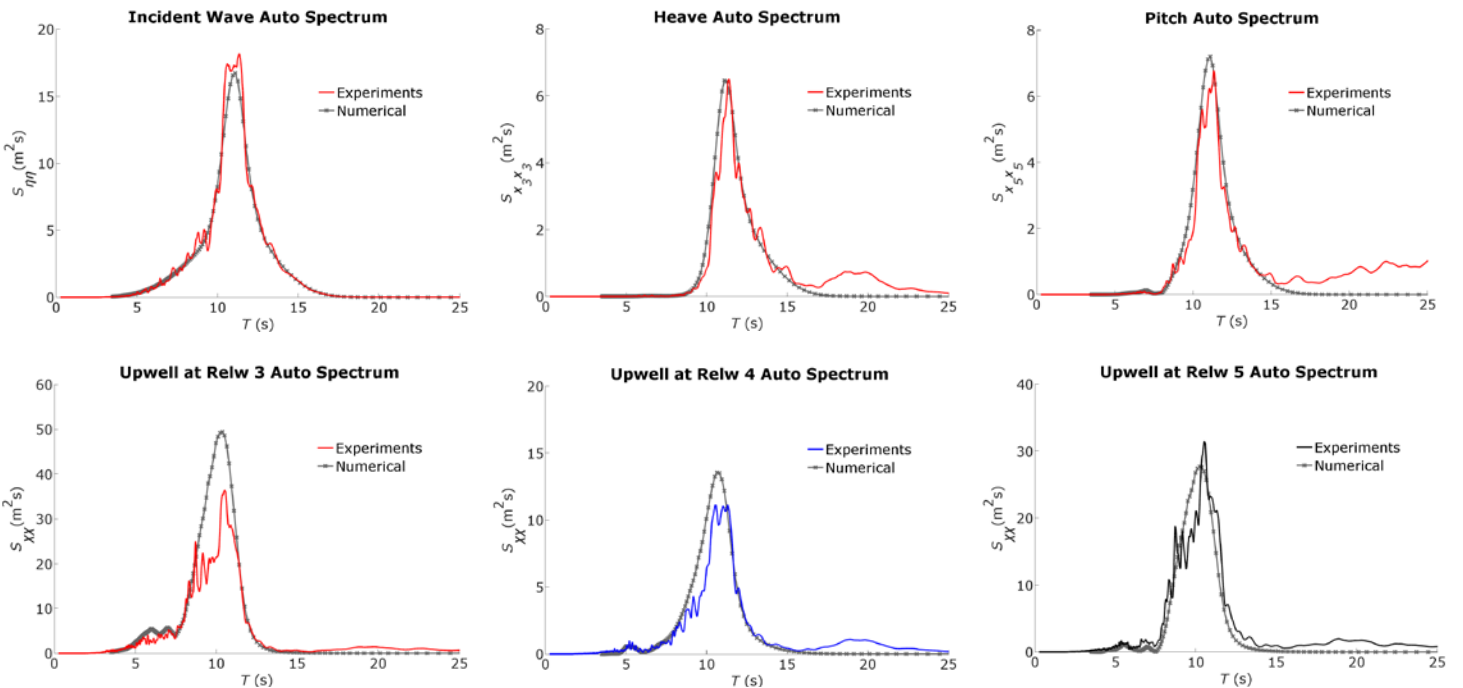 Incident Wave Auto Spectrum
20
15
10
5
0
S ηη (m²s)
0 5 10 15 20 25
T (s)
Experiments
Numerical
Heave Auto Spectrum
8
6
4
2
0
S x₃x₃ (m²s)
0 5 10 15 20 25
T (s)
Experiments
Numerical
Pitch Auto Spectrum
8
6
4
2
0
S x₅x₅ (m²s)
0 5 10 15 20 25
T (s)
Experiments
Numerical
Upwell at Relw 3 Auto Spectrum
60
50
40
30
20
10
0
S χχ (m²s)
0 5 10 15 20 25
T (s)
Experiments
Numerical
Upwell at Relw 4 Auto Spectrum
20
15
10
5
0
S χχ (m²s)
0 5 10 15 20 25
T (s)
Experiments
Numerical
Upwell at Relw 5 Auto Spectrum
40
30
20
10
0
S χχ (m²s)
0 5 10 15 20 25
T (s)
Experiments
Numerical